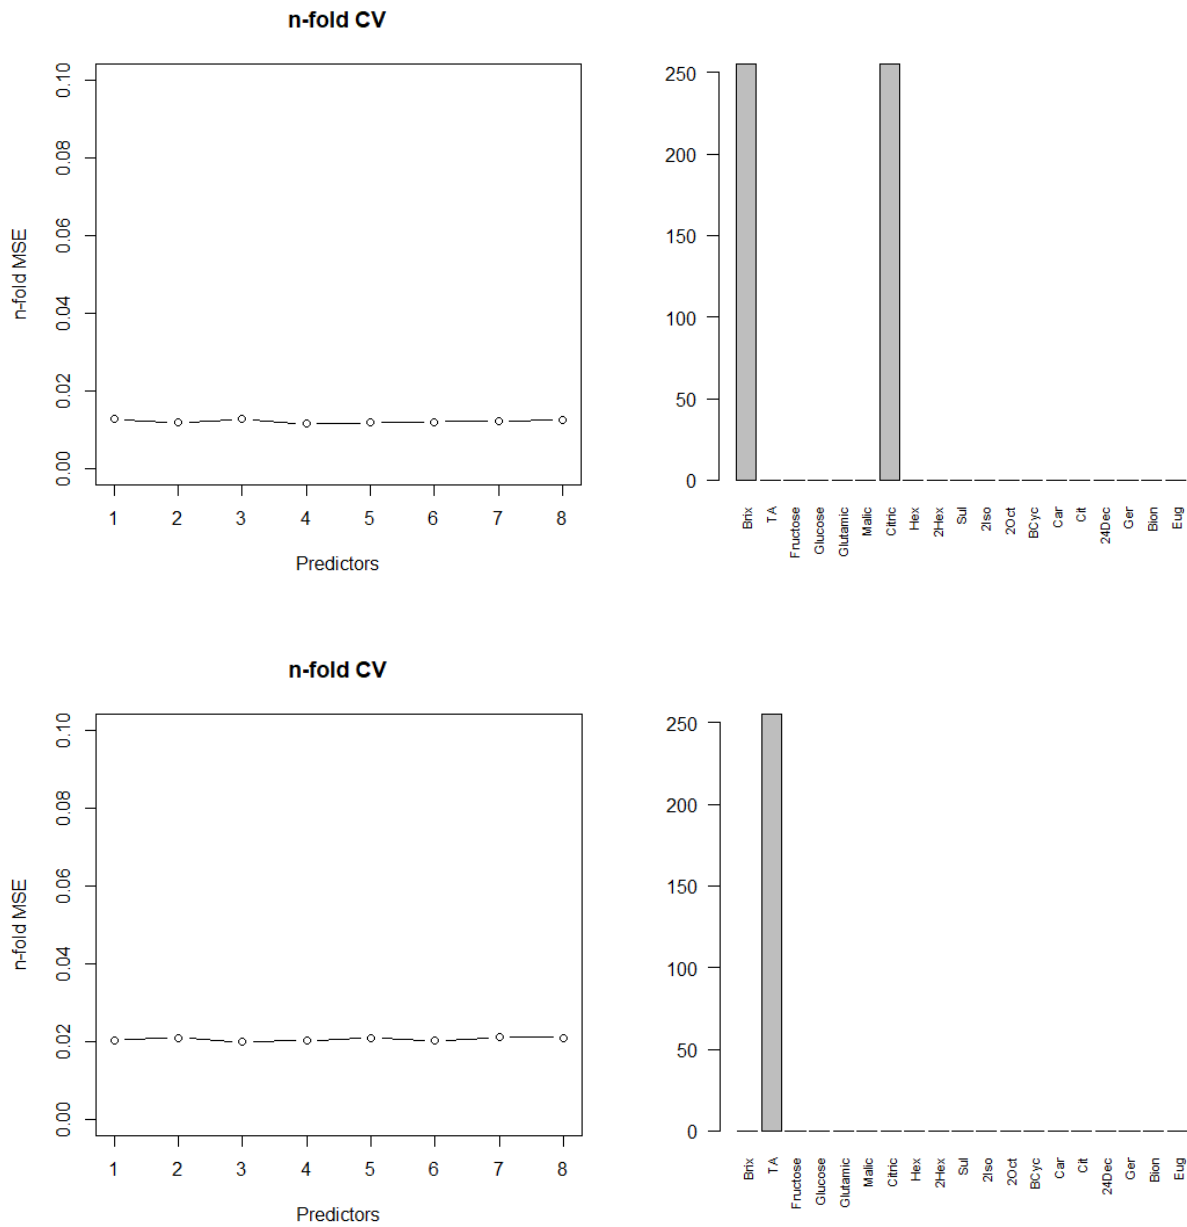 n-fold CV
n-fold MSE
0.10
0.08
0.06
0.04
0.02
0.00
1 2 3 4 5 6 7 8
Predictors
250
200
150
100
50
0
Brix TA Fructose Glucose Glutamic Malic Citric Hex 2Hex Sul 2Iso 2Oct BCyc Car Cit 24Dec Ger Bion Eug
n-fold CV
n-fold MSE
0.10
0.08
0.06
0.04
0.02
0.00
1 2 3 4 5 6 7 8
Predictors
250
200
150
100
50
0
Brix TA Fructose Glucose Glutamic Malic Citric Hex 2Hex Sul 2Iso 2Oct BCyc Car Cit 24Dec Ger Bion Eug